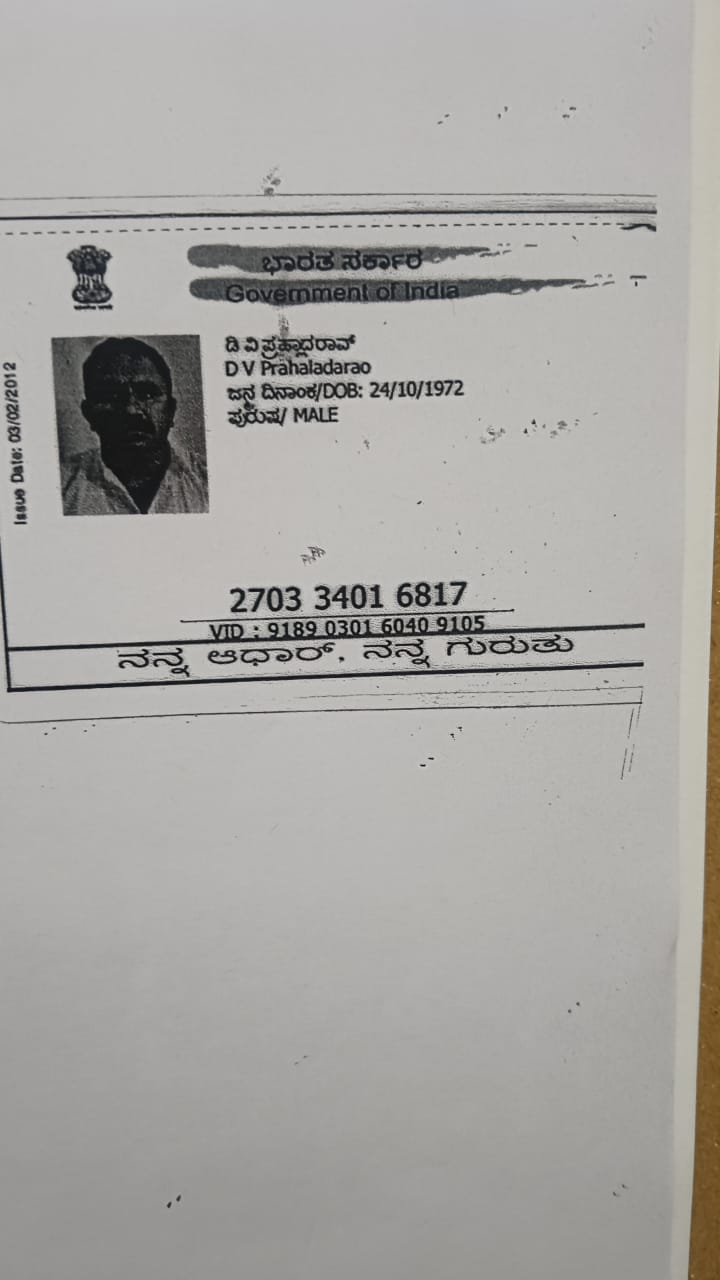 ಭಾರತ ಸರ್ಕಾರ
Government of India
ಡಿ ವಿ ಪ್ರಹ್ಲಾದರಾವ್
D V Prahaladarao
ಜನ್ಮ ದಿನಾಂಕ/DOB: 24/10/1972
ಪುರುಷ/ MALE
Issue Date: 03/02/2012
2703 3401 6817
VID : 9189 0301 6040 9105
ನನ್ನ ಆಧಾರ್, ನನ್ನ ಗುರುತು